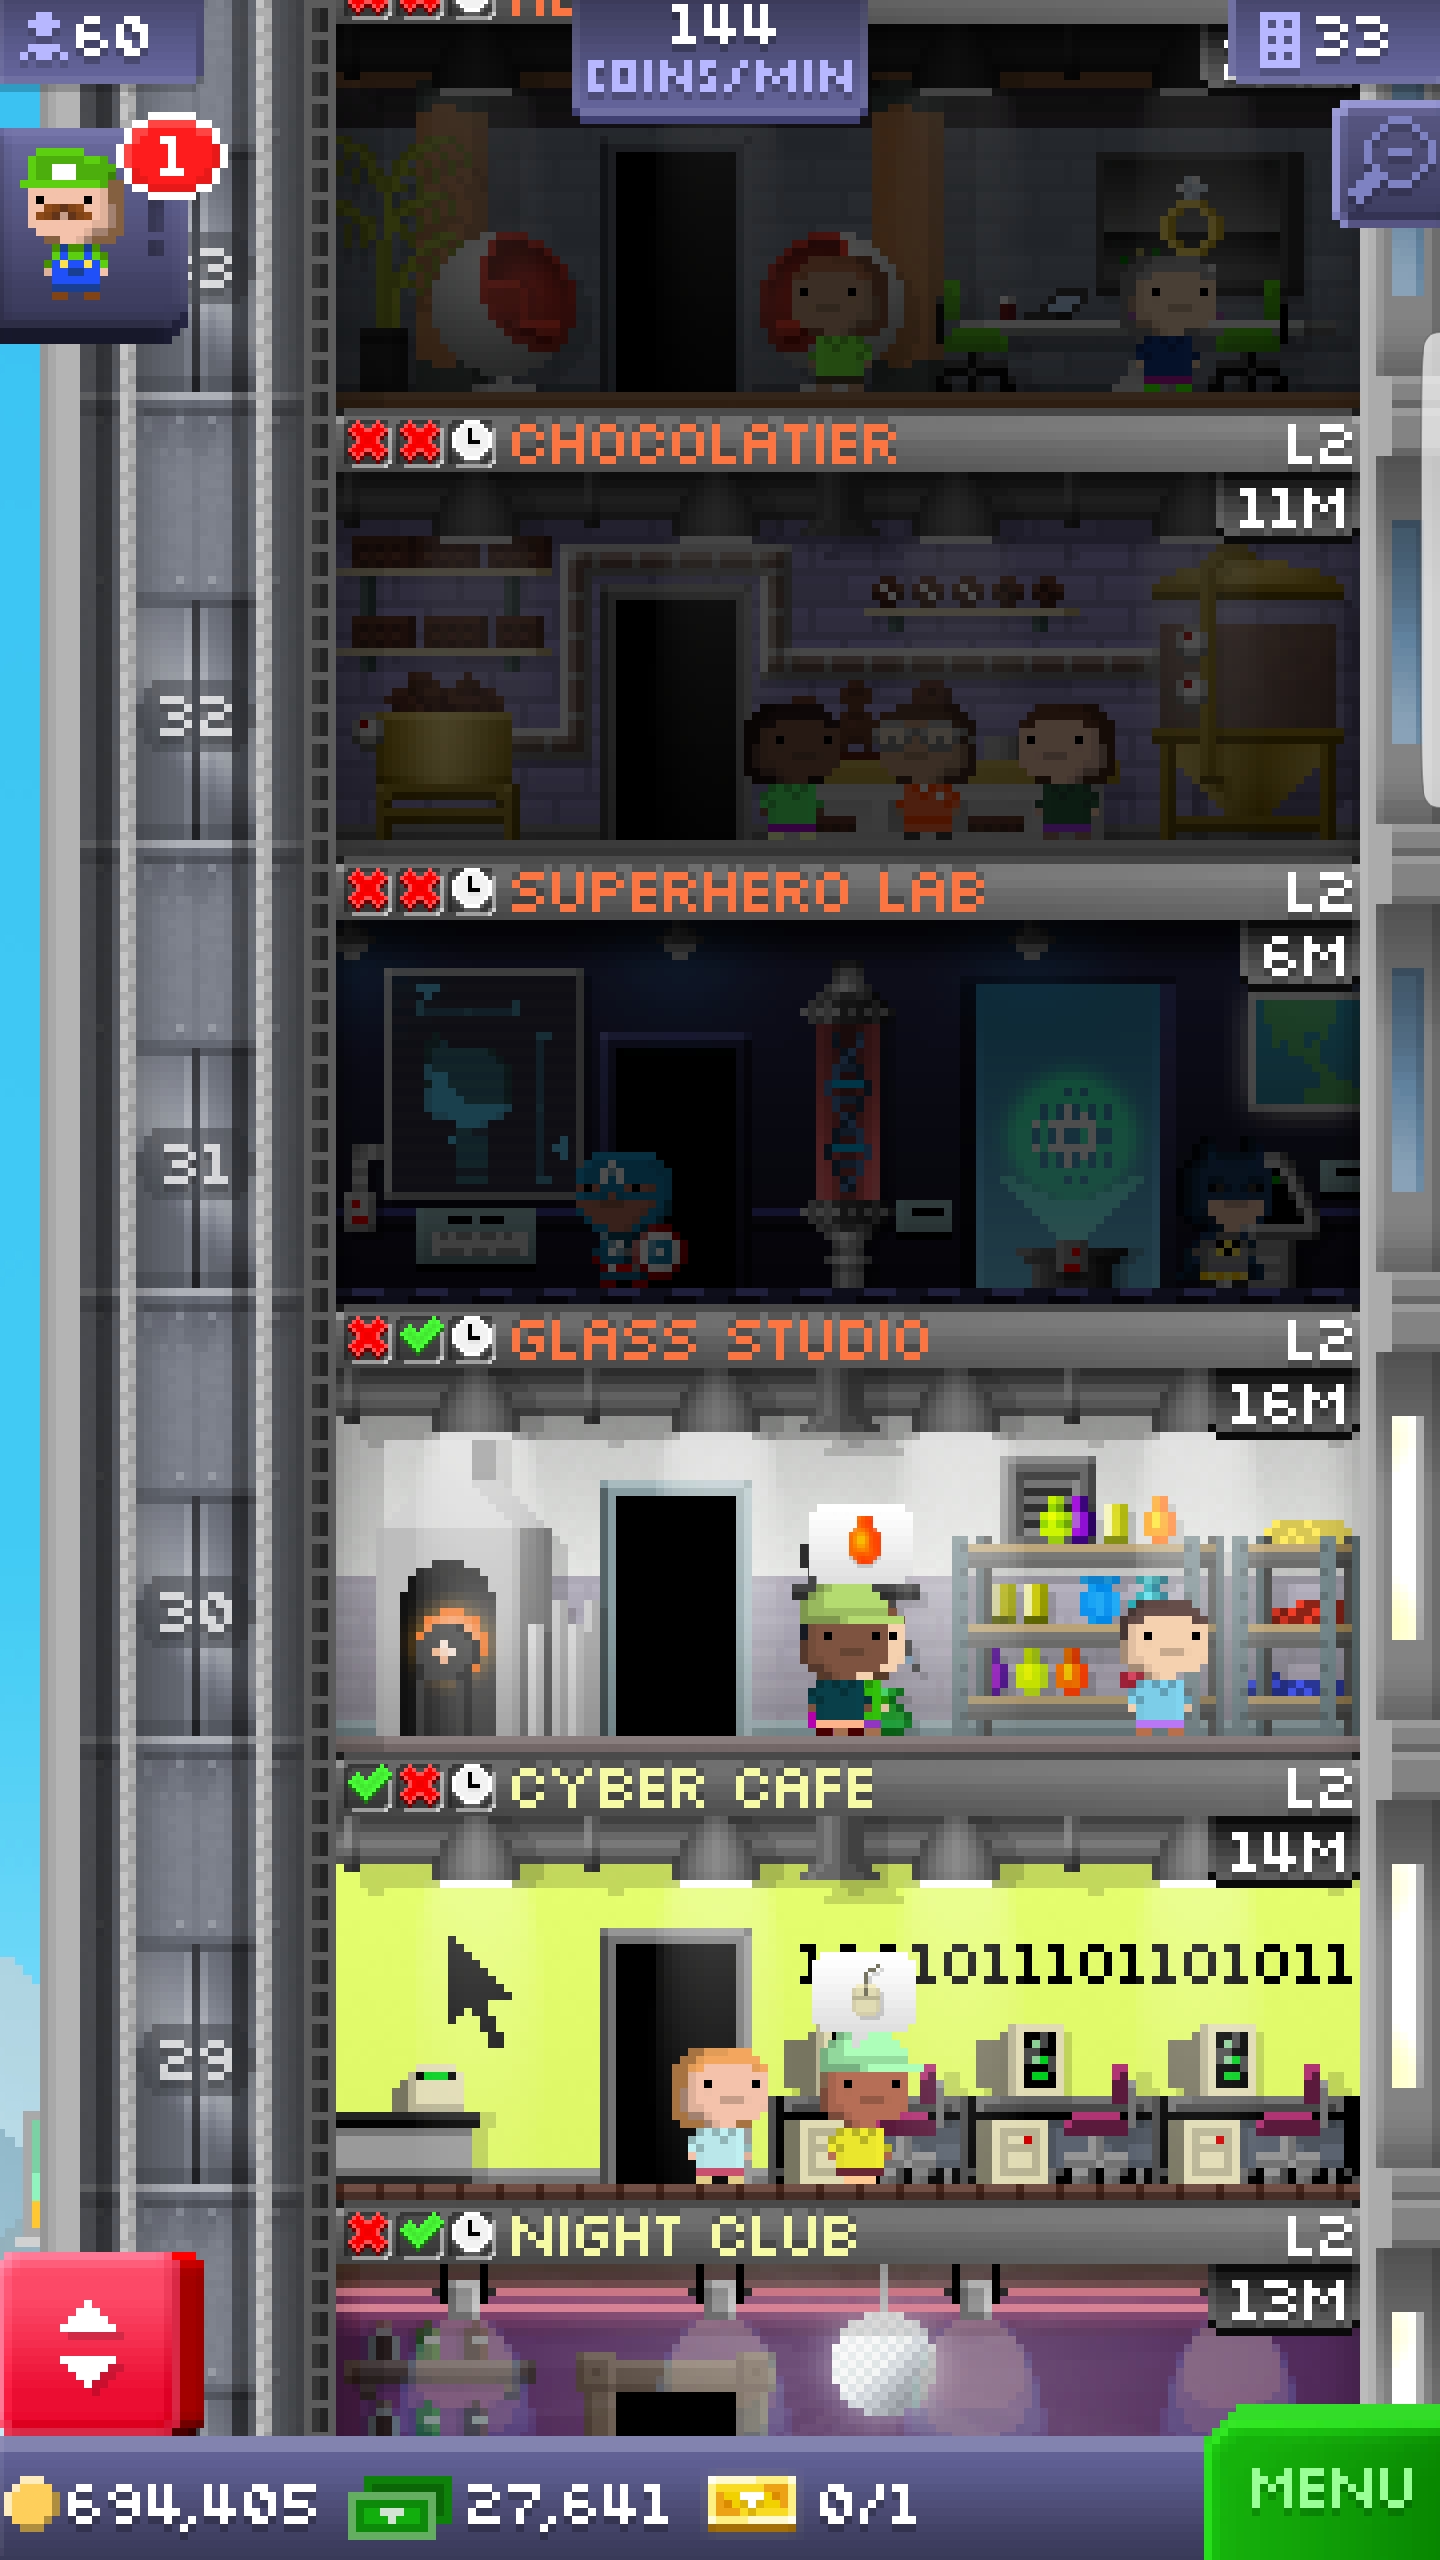 60
144
COINS/MIN
33
1
3
CHOCOLATIER L2
11M
32
SUPERHERO LAB L2
6M
31
GLASS STUDIO L2
16M
30
CYBER CAFE L2
14M
1011101101011
29
NIGHT CLUB L2
13M
694,405 27,641 0/1
MENU